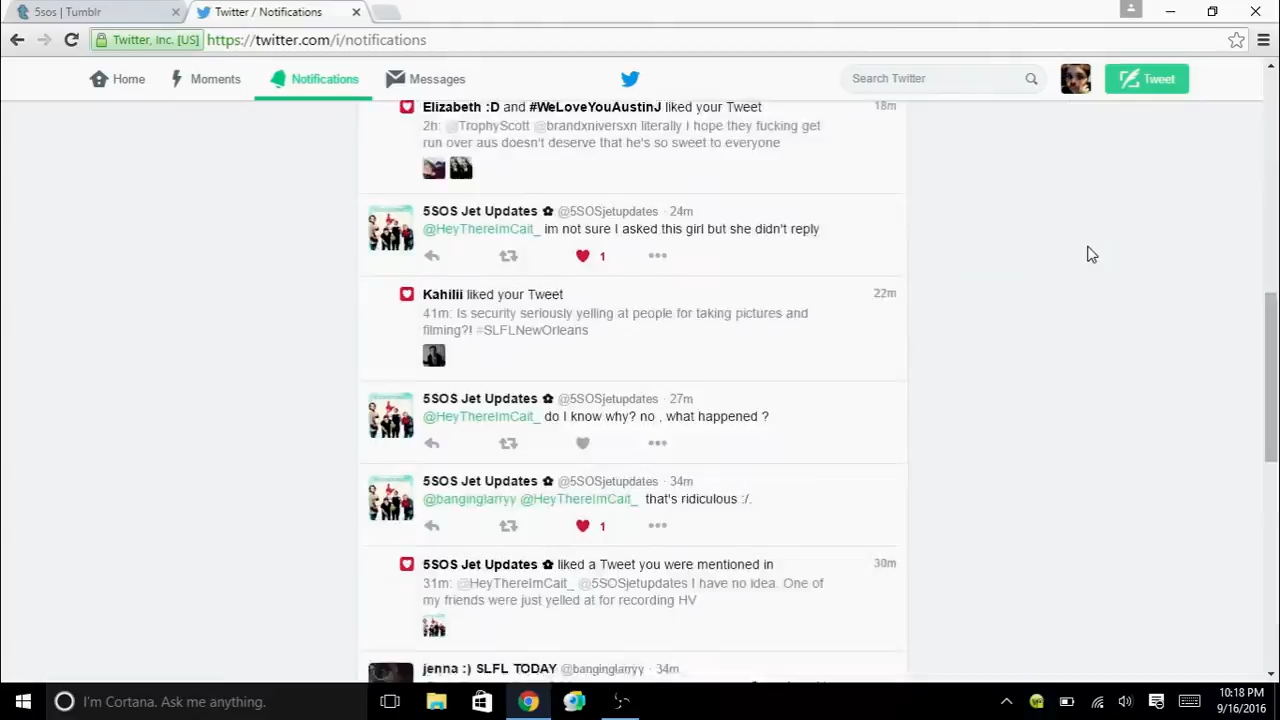 5sos | Tumblr
Twitter / Notifications
Twitter, Inc. [US] https://twitter.com/i/notifications
Home Moments Notifications Messages Search Twitter Tweet
Elizabeth :D and #WeLoveYouAustinJ liked your Tweet 18m
2h: @TrophyScott @brandxniversxn literally I hope they fucking get
run over aus doesn't deserve that he's so sweet to everyone
5SOS Jet Updates ✿ @5SOSjetupdates · 24m
@HeyThereImCait_ im not sure I asked this girl but she didn't reply
1
Kahilii liked your Tweet 22m
41m: Is security seriously yelling at people for taking pictures and
filming?! #SLFLNewOrleans
5SOS Jet Updates ✿ @5SOSjetupdates · 27m
@HeyThereImCait_ do I know why? no , what happened ?
5SOS Jet Updates ✿ @5SOSjetupdates · 34m
@banginglarryy @HeyThereImCait_ that's ridiculous :/.
1
5SOS Jet Updates ✿ liked a Tweet you were mentioned in 30m
31m: @HeyThereImCait_ @5SOSjetupdates I have no idea. One of
my friends were just yelled at for recording HV
jenna :) SLFL TODAY @banginglarryy · 34m
I'm Cortana. Ask me anything.
10:18 PM
9/16/2016